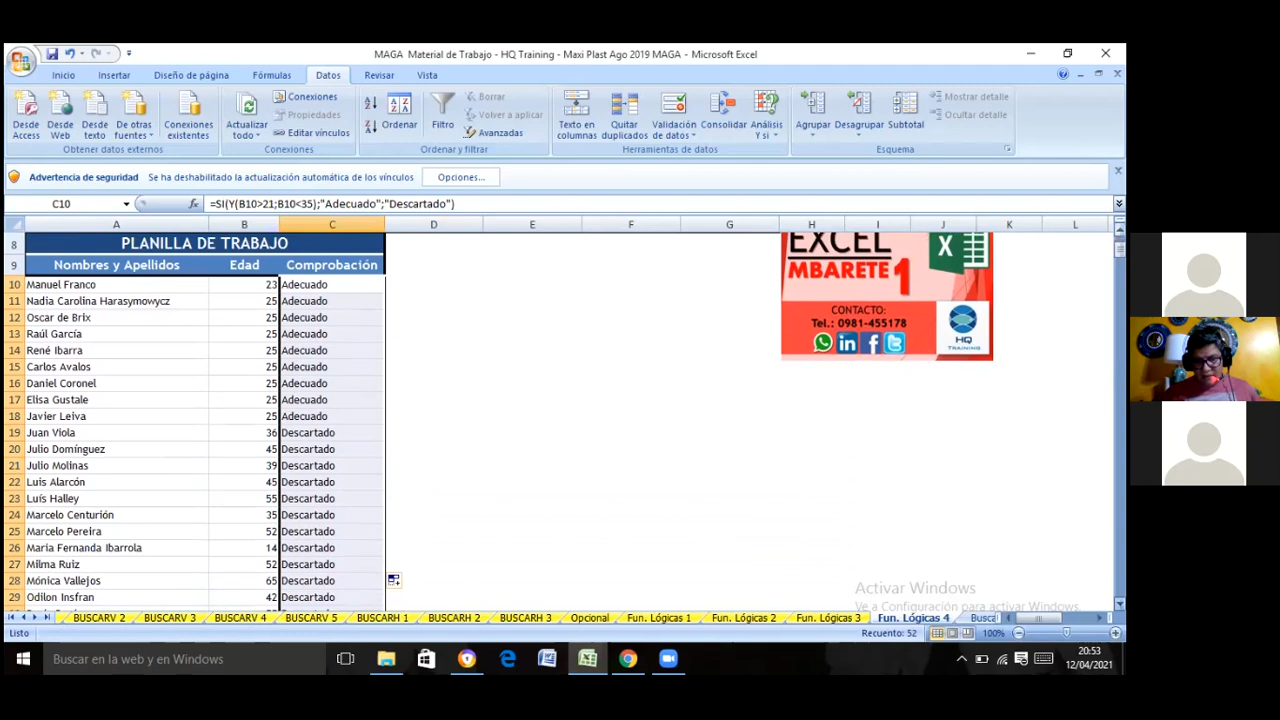 MAGA Material de Trabajo - HQ Training - Maxi Plast Ago 2019 MAGA - Microsoft Excel
Inicio Insertar Diseño de página Fórmulas Datos Revisar Vista
Desde Access
Desde Web
Desde texto
De otras fuentes
Conexiones existentes
Obtener datos externos
Actualizar todo
Conexiones
Propiedades
Editar vínculos
Conexiones
Ordenar
Filtro
Borrar
Volver a aplicar
Avanzadas
Ordenar y filtrar
Texto en columnas
Quitar duplicados
Validación de datos
Consolidar
Análisis Y si
Herramientas de datos
Agrupar
Desagrupar
Subtotal
Mostrar detalle
Ocultar detalle
Esquema
Advertencia de seguridad Se ha deshabilitado la actualización automática de los vínculos Opciones...
C10 fx =SI(Y(B10>21;B10<35);"Adecuado";"Descartado")
A B C D E F G H I J K L
8 PLANILLA DE TRABAJO
9 Nombres y Apellidos Edad Comprobación
10 Manuel Franco 23 Adecuado
11 Nadia Carolina Harasymowycz 25 Adecuado
12 Oscar de Brix 25 Adecuado
13 Raúl García 25 Adecuado
14 René Ibarra 25 Adecuado
15 Carlos Avalos 25 Adecuado
16 Daniel Coronel 25 Adecuado
17 Elisa Gustale 25 Adecuado
18 Javier Leiva 25 Adecuado
19 Juan Viola 36 Descartado
20 Julio Domínguez 45 Descartado
21 Julio Molinas 39 Descartado
22 Luis Alarcón 45 Descartado
23 Luís Halley 55 Descartado
24 Marcelo Centurión 35 Descartado
25 Marcelo Pereira 52 Descartado
26 Maria Fernanda Ibarrola 14 Descartado
27 Milma Ruiz 52 Descartado
28 Mónica Vallejos 65 Descartado
29 Odilon Insfran 42 Descartado
EXCEL
MBARETE 1
CONTACTO:
Tel.: 0981-455178
HQ
TRAINING
Activar Windows
Ve a Configuración para activar Windows.
BUSCARV 2 BUSCARV 3 BUSCARV 4 BUSCARV 5 BUSCARH 1 BUSCARH 2 BUSCARH 3 Opcional Fun. Lógicas 1 Fun. Lógicas 2 Fun. Lógicas 3 Fun. Lógicas 4
Listo Recuento: 52 100%
Buscar en la web y en Windows
20:53
12/04/2021